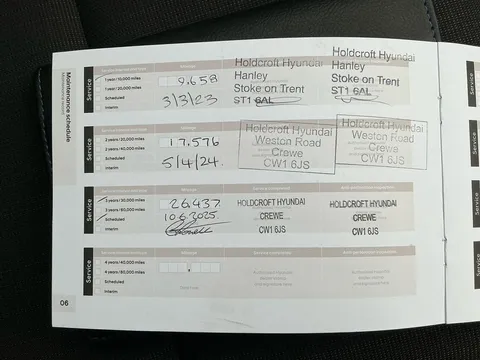 Maintenance schedule
Service
1 year/10,000 miles
1 year/20,000 miles
Scheduled
Interim
Mileage
9.658
3/3/23
Holdcroft Hyundai
Hanley
Stoke on Trent
ST1 6AL
Holdcroft Hyundai
Hanley
Stoke on Trent
ST1 6AL
Service
2 years/20,000 miles
2 years/40,000 miles
Scheduled
Interim
Mileage
17.576
5/4/24.
Holdcroft Hyundai
Weston Road
Crewe
CW1 6JS
Holdcroft Hyundai
Weston Road
Crewe
CW1 6JS
Service
3 years/30,000 miles
3 years/60,000 miles
Scheduled
Interim
Mileage
26.437.
10.6.2025
HOLDCROFT HYUNDAI
CREWE
CW1 6JS
HOLDCROFT HYUNDAI
CREWE
CW1 6JS
Service
4 years/40,000 miles
4 years/80,000 miles
Scheduled
Interim
Mileage
06